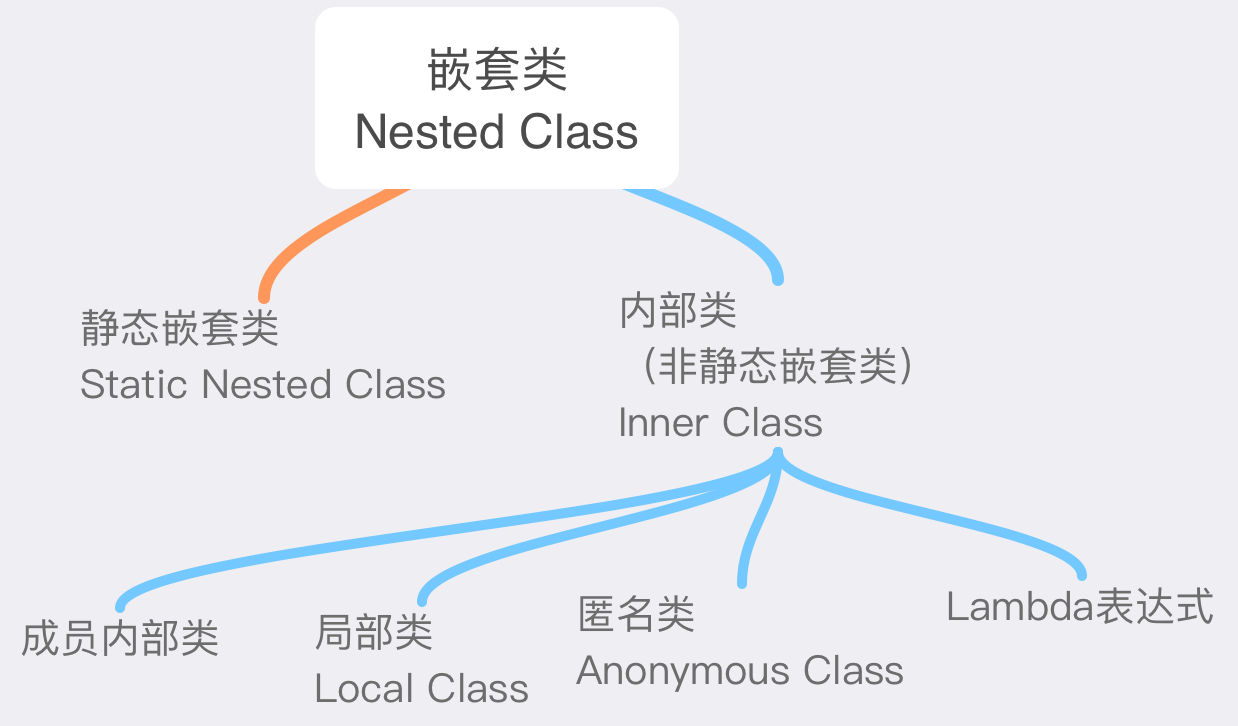 嵌套类
Nested Class
静态嵌套类
Static Nested Class
内部类
（非静态嵌套类）
Inner Class
成员内部类
局部类
Local Class
匿名类
Anonymous Class
Lambda表达式